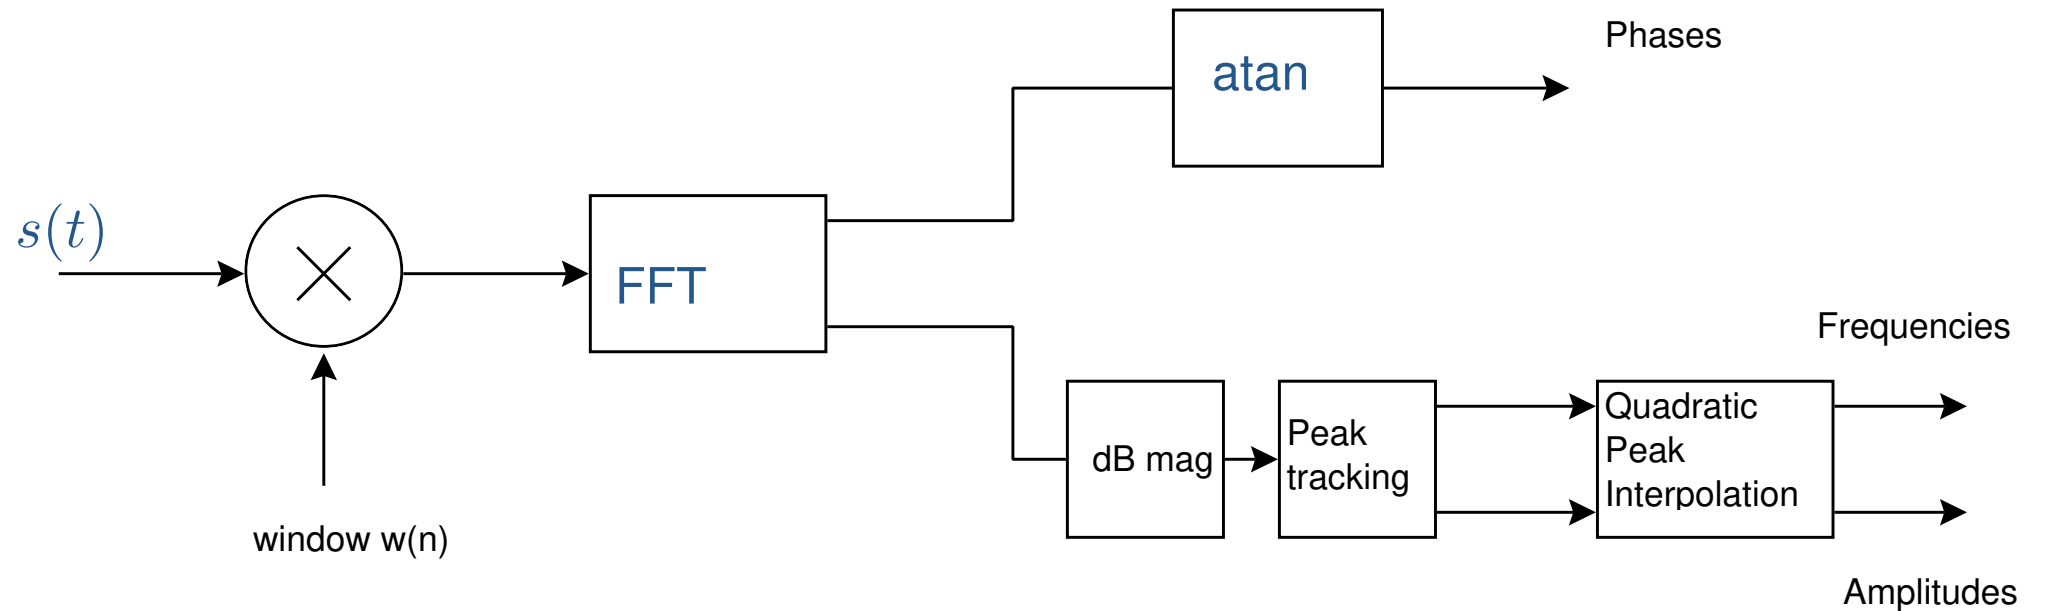 Phases
atan
s(t)
FFT
Frequencies
Quadratic
Peak
Interpolation
Peak
tracking
dB mag
window w(n)
Amplitudes